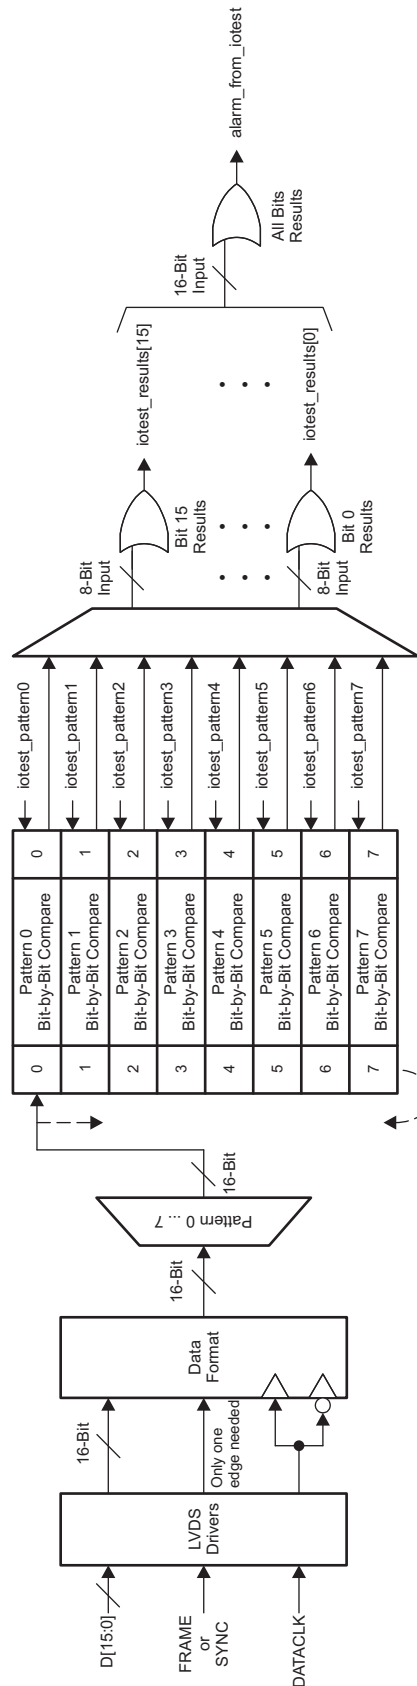 D[15:0]
FRAME
or
SYNC
DATACLK
LVDS
Drivers
16-Bit
Only one
edge needed
Data
Format
16-Bit
Pattern 0 ... 7
16-Bit
0
Pattern 0
Bit-by-Bit Compare
0
iotest_pattern0
1
Pattern 1
Bit-by-Bit Compare
1
iotest_pattern1
2
Pattern 2
Bit-by-Bit Compare
2
iotest_pattern2
3
Pattern 3
Bit-by-Bit Compare
3
iotest_pattern3
4
Pattern 4
Bit-by-Bit Compare
4
iotest_pattern4
5
Pattern 5
Bit-by-Bit Compare
5
iotest_pattern5
6
Pattern 6
Bit-by-Bit Compare
6
iotest_pattern6
7
Pattern 7
Bit-by-Bit Compare
7
iotest_pattern7
8-Bit
Input
Bit 15
Results
iotest_results[15]
8-Bit
Input
Bit 0
Results
iotest_results[0]
16-Bit
Input
All Bits
Results
alarm_from_iotest